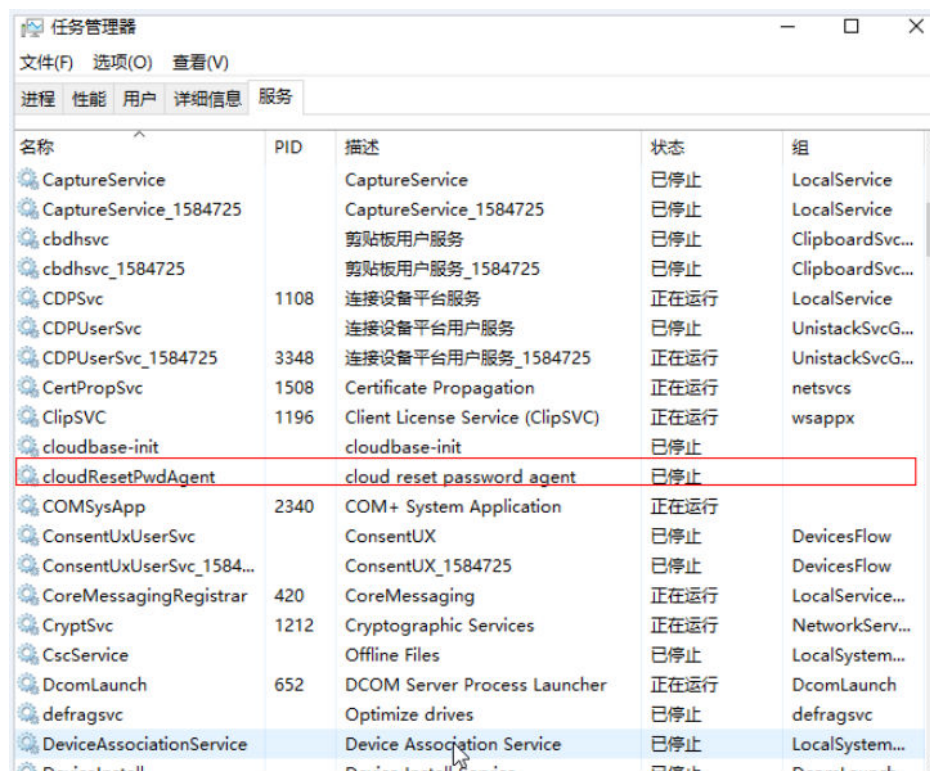 任务管理器
文件(F) 选项(O) 查看(V)
进程 性能 用户 详细信息 服务
名称 PID 描述 状态 组
CaptureService CaptureService 已停止 LocalService
CaptureService_1584725 CaptureService_1584725 已停止 LocalService
cbdhsvc 剪贴板用户服务 已停止 ClipboardSvc...
cbdhsvc_1584725 剪贴板用户服务_1584725 已停止 ClipboardSvc...
CDPSvc 1108 连接设备平台服务 正在运行 LocalService
CDPUserSvc 连接设备平台用户服务 已停止 UnistackSvcG...
CDPUserSvc_1584725 3348 连接设备平台用户服务_1584725 正在运行 UnistackSvcG...
CertPropSvc 1508 Certificate Propagation 正在运行 netsvcs
ClipSVC 1196 Client License Service (ClipSVC) 正在运行 wsappx
cloudbase-init cloudbase-init 已停止
cloudResetPwdAgent cloud reset password agent 已停止
COMSysApp 2340 COM+ System Application 正在运行
ConsentUxUserSvc ConsentUX 已停止 DevicesFlow
ConsentUxUserSvc_1584... ConsentUX_1584725 已停止 DevicesFlow
CoreMessagingRegistrar 420 CoreMessaging 正在运行 LocalService...
CryptSvc 1212 Cryptographic Services 正在运行 NetworkServ...
CscService Offline Files 已停止 LocalSystem...
DcomLaunch 652 DCOM Server Process Launcher 正在运行 DcomLaunch
defragsvc Optimize drives 已停止 defragsvc
DeviceAssociationService Device Association Service 已停止 LocalSystem...